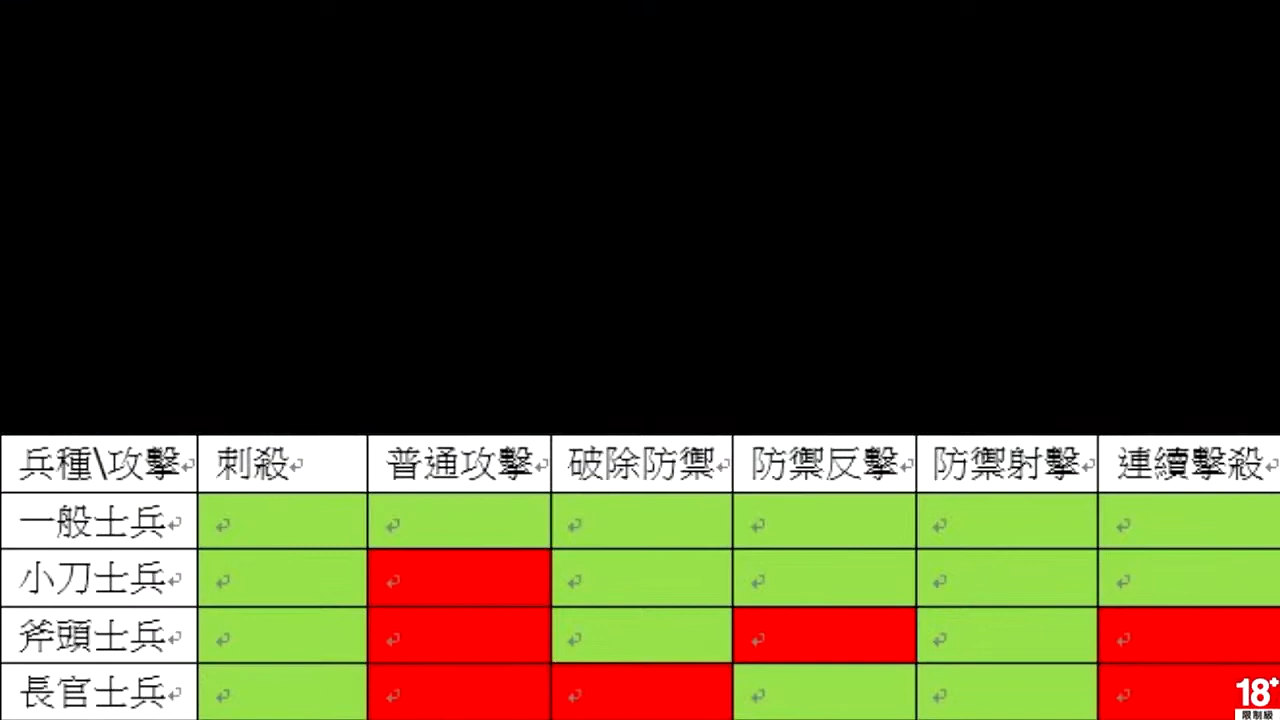 兵種\攻擊 刺殺 普通攻擊 破除防禦 防禦反擊 防禦射擊 連續擊殺
一般士兵
小刀士兵
斧頭士兵
長官士兵
18+
限制級